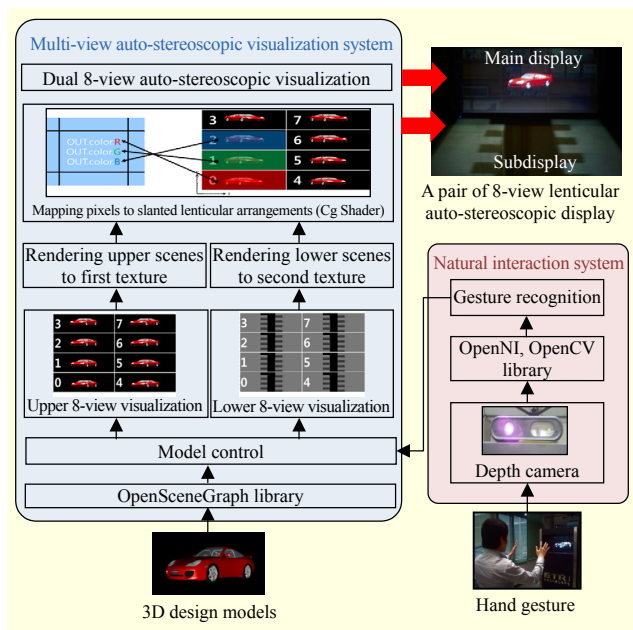 Multi-view auto-stereoscopic visualization system
Dual 8-view auto-stereoscopic visualization
OUT.colorR
OUT.colorG
OUT.colorB
3 7
2 6
1 5
0 4
Mapping pixels to slanted lenticular arrangements (Cg Shader)
Rendering upper scenes
to first texture
Rendering lower scenes
to second texture
3 7
2 6
1 5
0 4
Upper 8-view visualization
3 7
2 6
1 5
0 4
Lower 8-view visualization
Model control
OpenSceneGraph library
3D design models
Main display
Subdisplay
A pair of 8-view lenticular
auto-stereoscopic display
Natural interaction system
Gesture recognition
OpenNI, OpenCV
library
Depth camera
Hand gesture